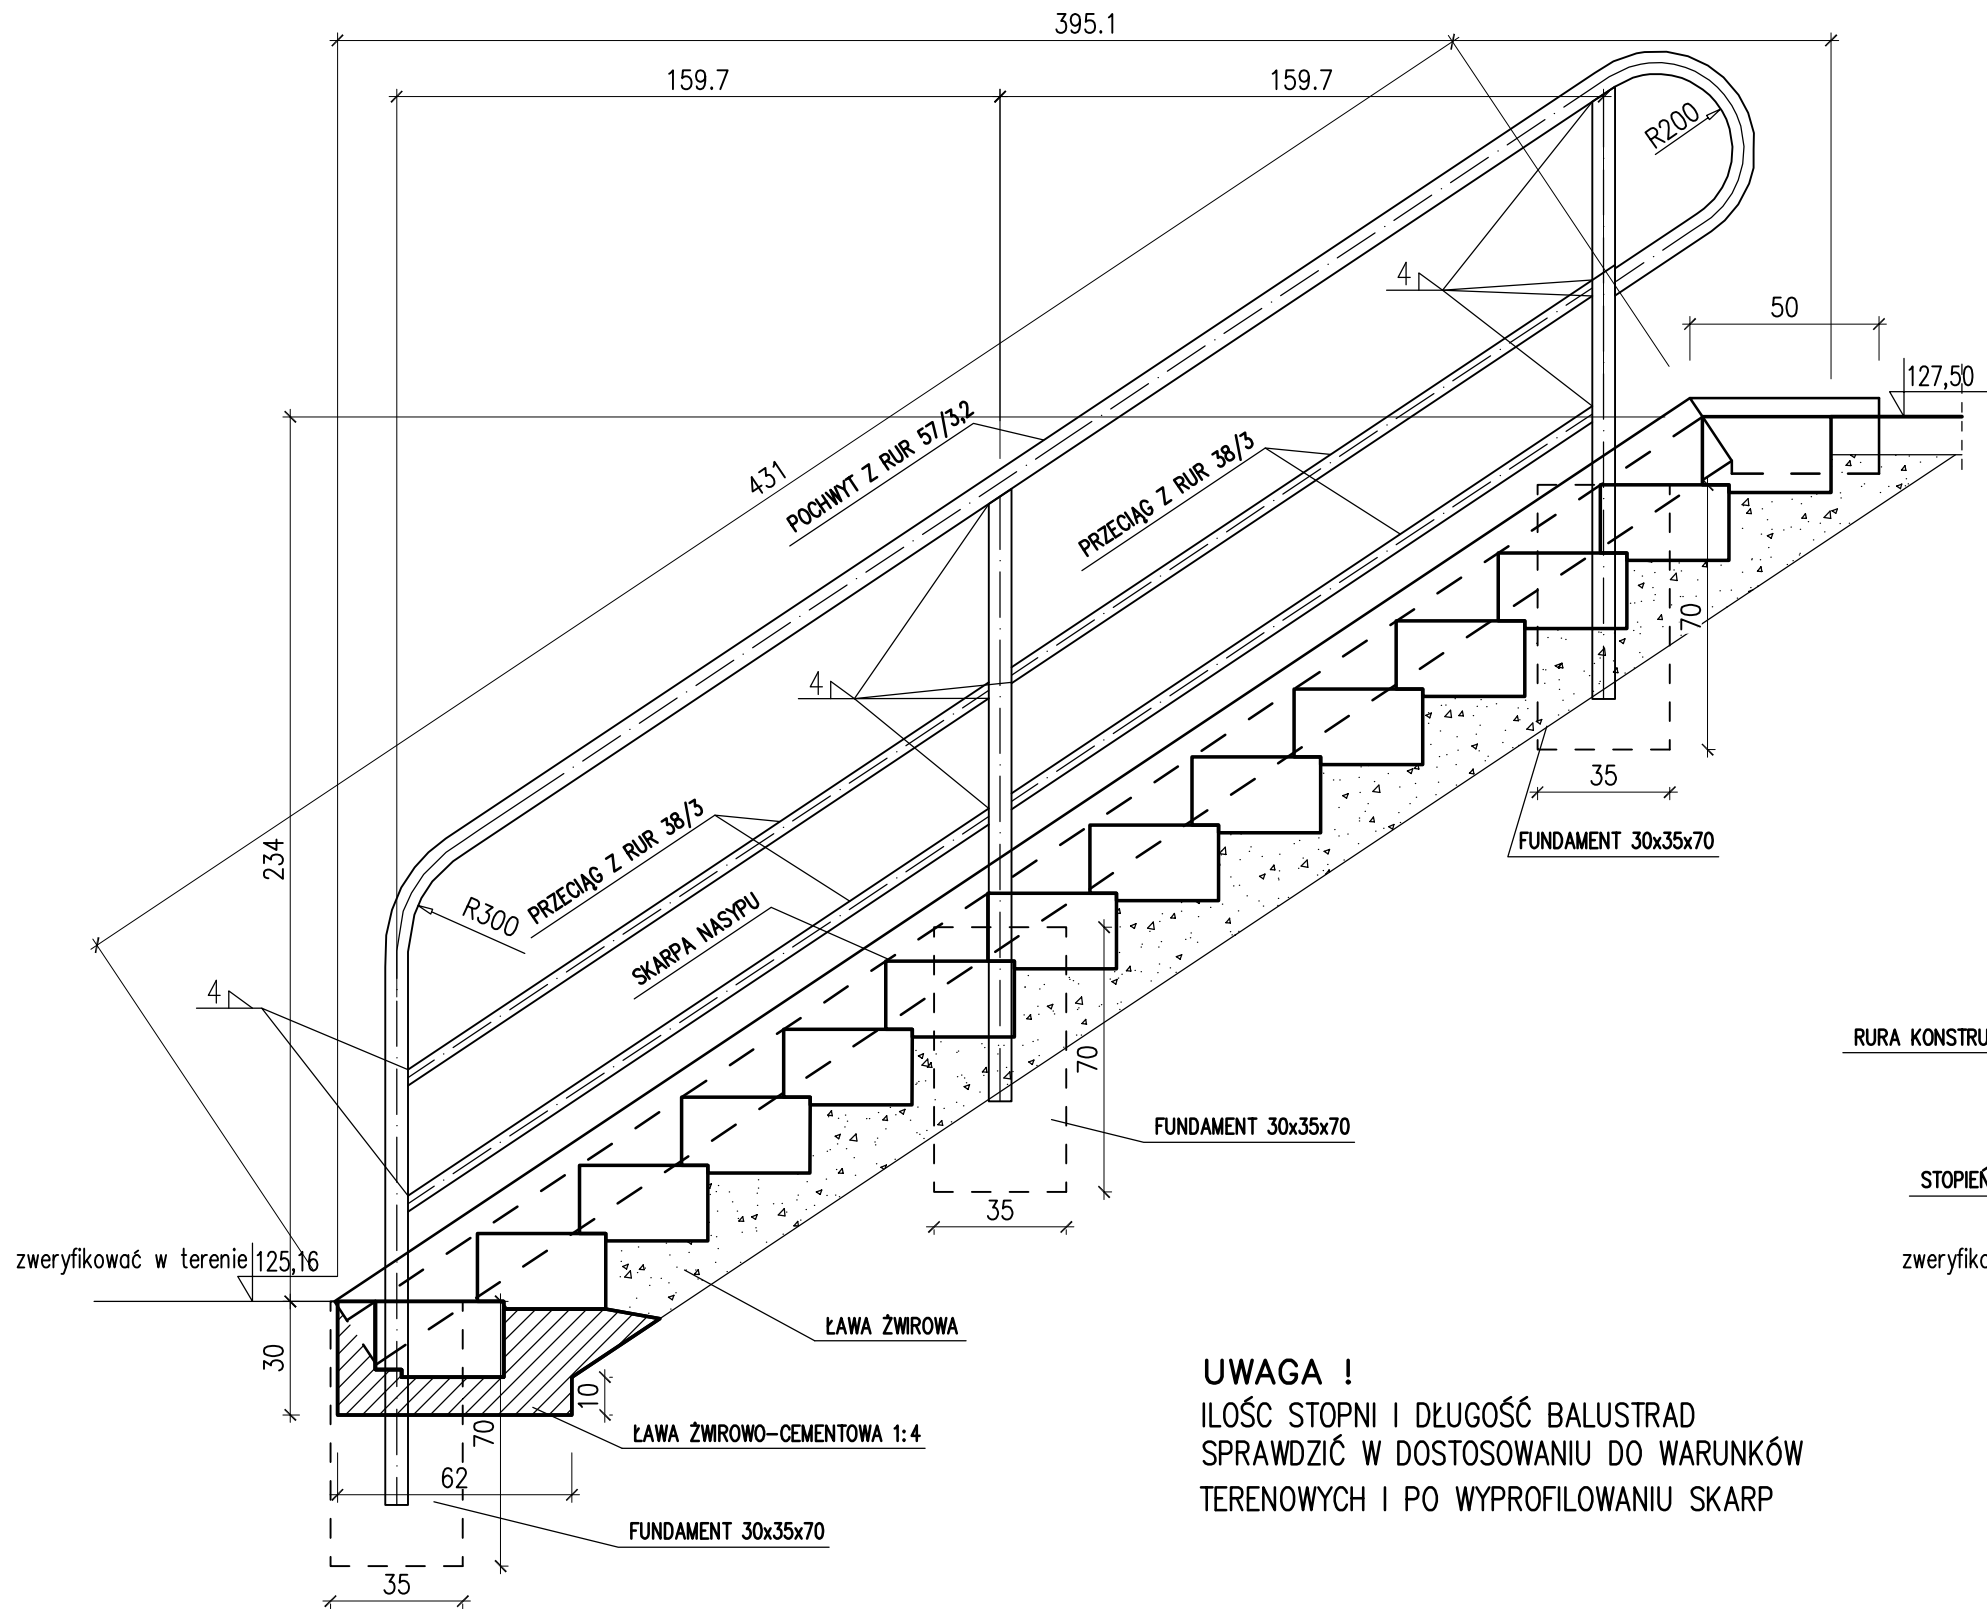 395.1
159.7
159.7
R200
4
50
127,50
POCHWYT Z RUR 57/3,2
431
PRZECIĄG Z RUR 38/3
70
4
35
FUNDAMENT 30x35x70
234
PRZECIĄG Z RUR 38/3
R300
SKARPA NASYPU
4
70
RURA KONSTRU
FUNDAMENT 30x35x70
STOPIEŃ
35
zweryfikować w terenie 125,16
zweryfik
ŁAWA ŻWIROWA
30
10
70
ŁAWA ŻWIROWO-CEMENTOWA 1:4
62
FUNDAMENT 30x35x70
35
UWAGA !
ILOŚC STOPNI I DŁUGOŚĆ BALUSTRAD
SPRAWDZIĆ W DOSTOSOWANIU DO WARUNKÓW
TERENOWYCH I PO WYPROFILOWANIU SKARP